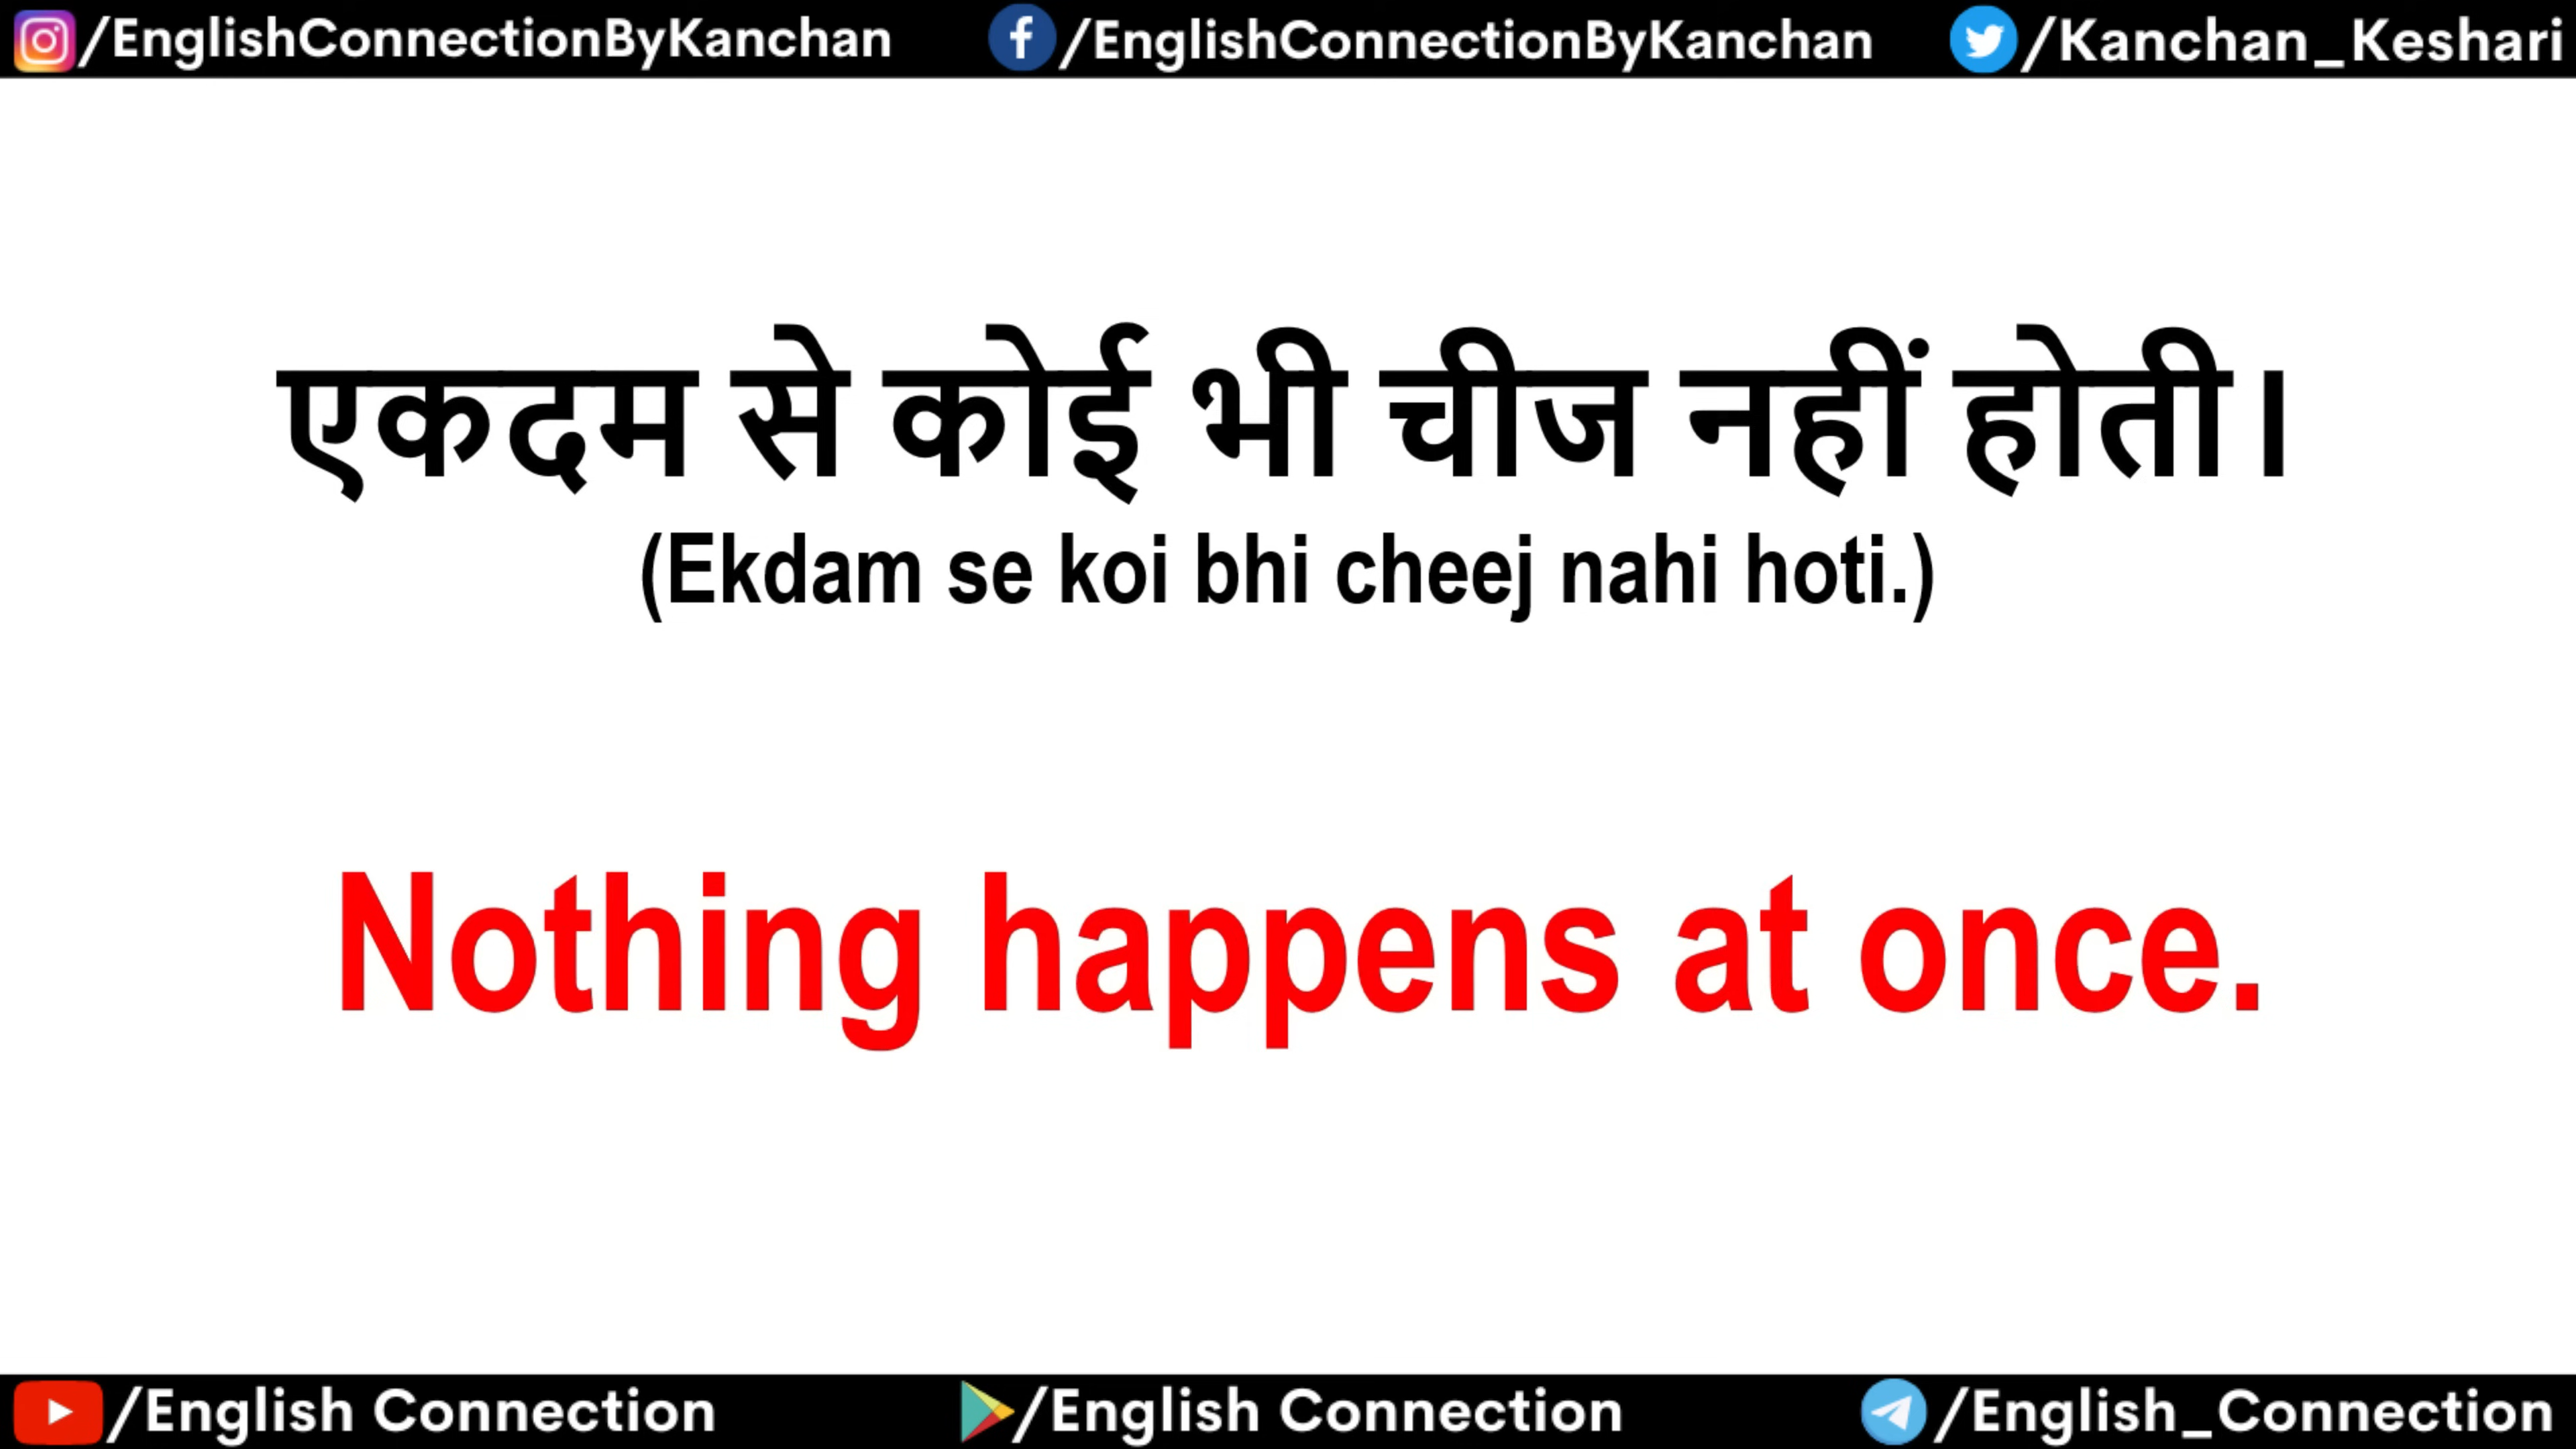 /EnglishConnectionByKanchan /EnglishConnectionByKanchan /Kanchan_Keshari
एकदम से कोई भी चीज नहीं होती।
(Ekdam se koi bhi cheej nahi hoti.)
Nothing happens at once.
/English Connection /English Connection /English_Connection